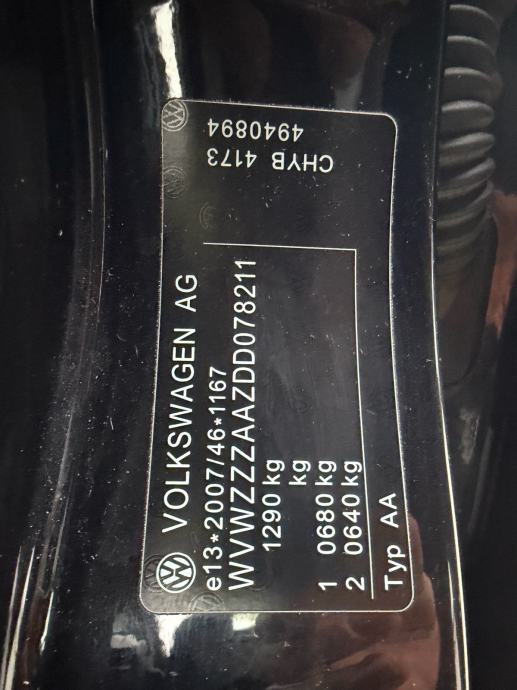 VOLKSWAGEN AG
e13*2007/46*1167
WVWZZZAAZDD078211
1290 kg
kg
1 0680 kg
2 0640 kg
Typ AA
CHYB 4173
4940894